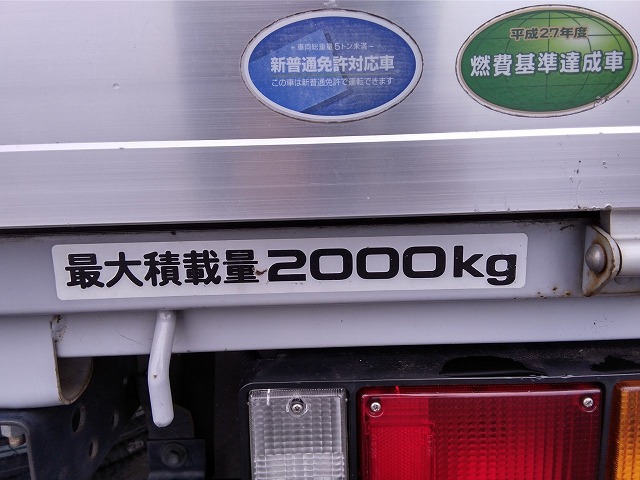 車両総重量5トン未満
新普通免許対応車
この車は新普通免許で運転できます
平成27年度
燃費基準達成車
最大積載量2000kg